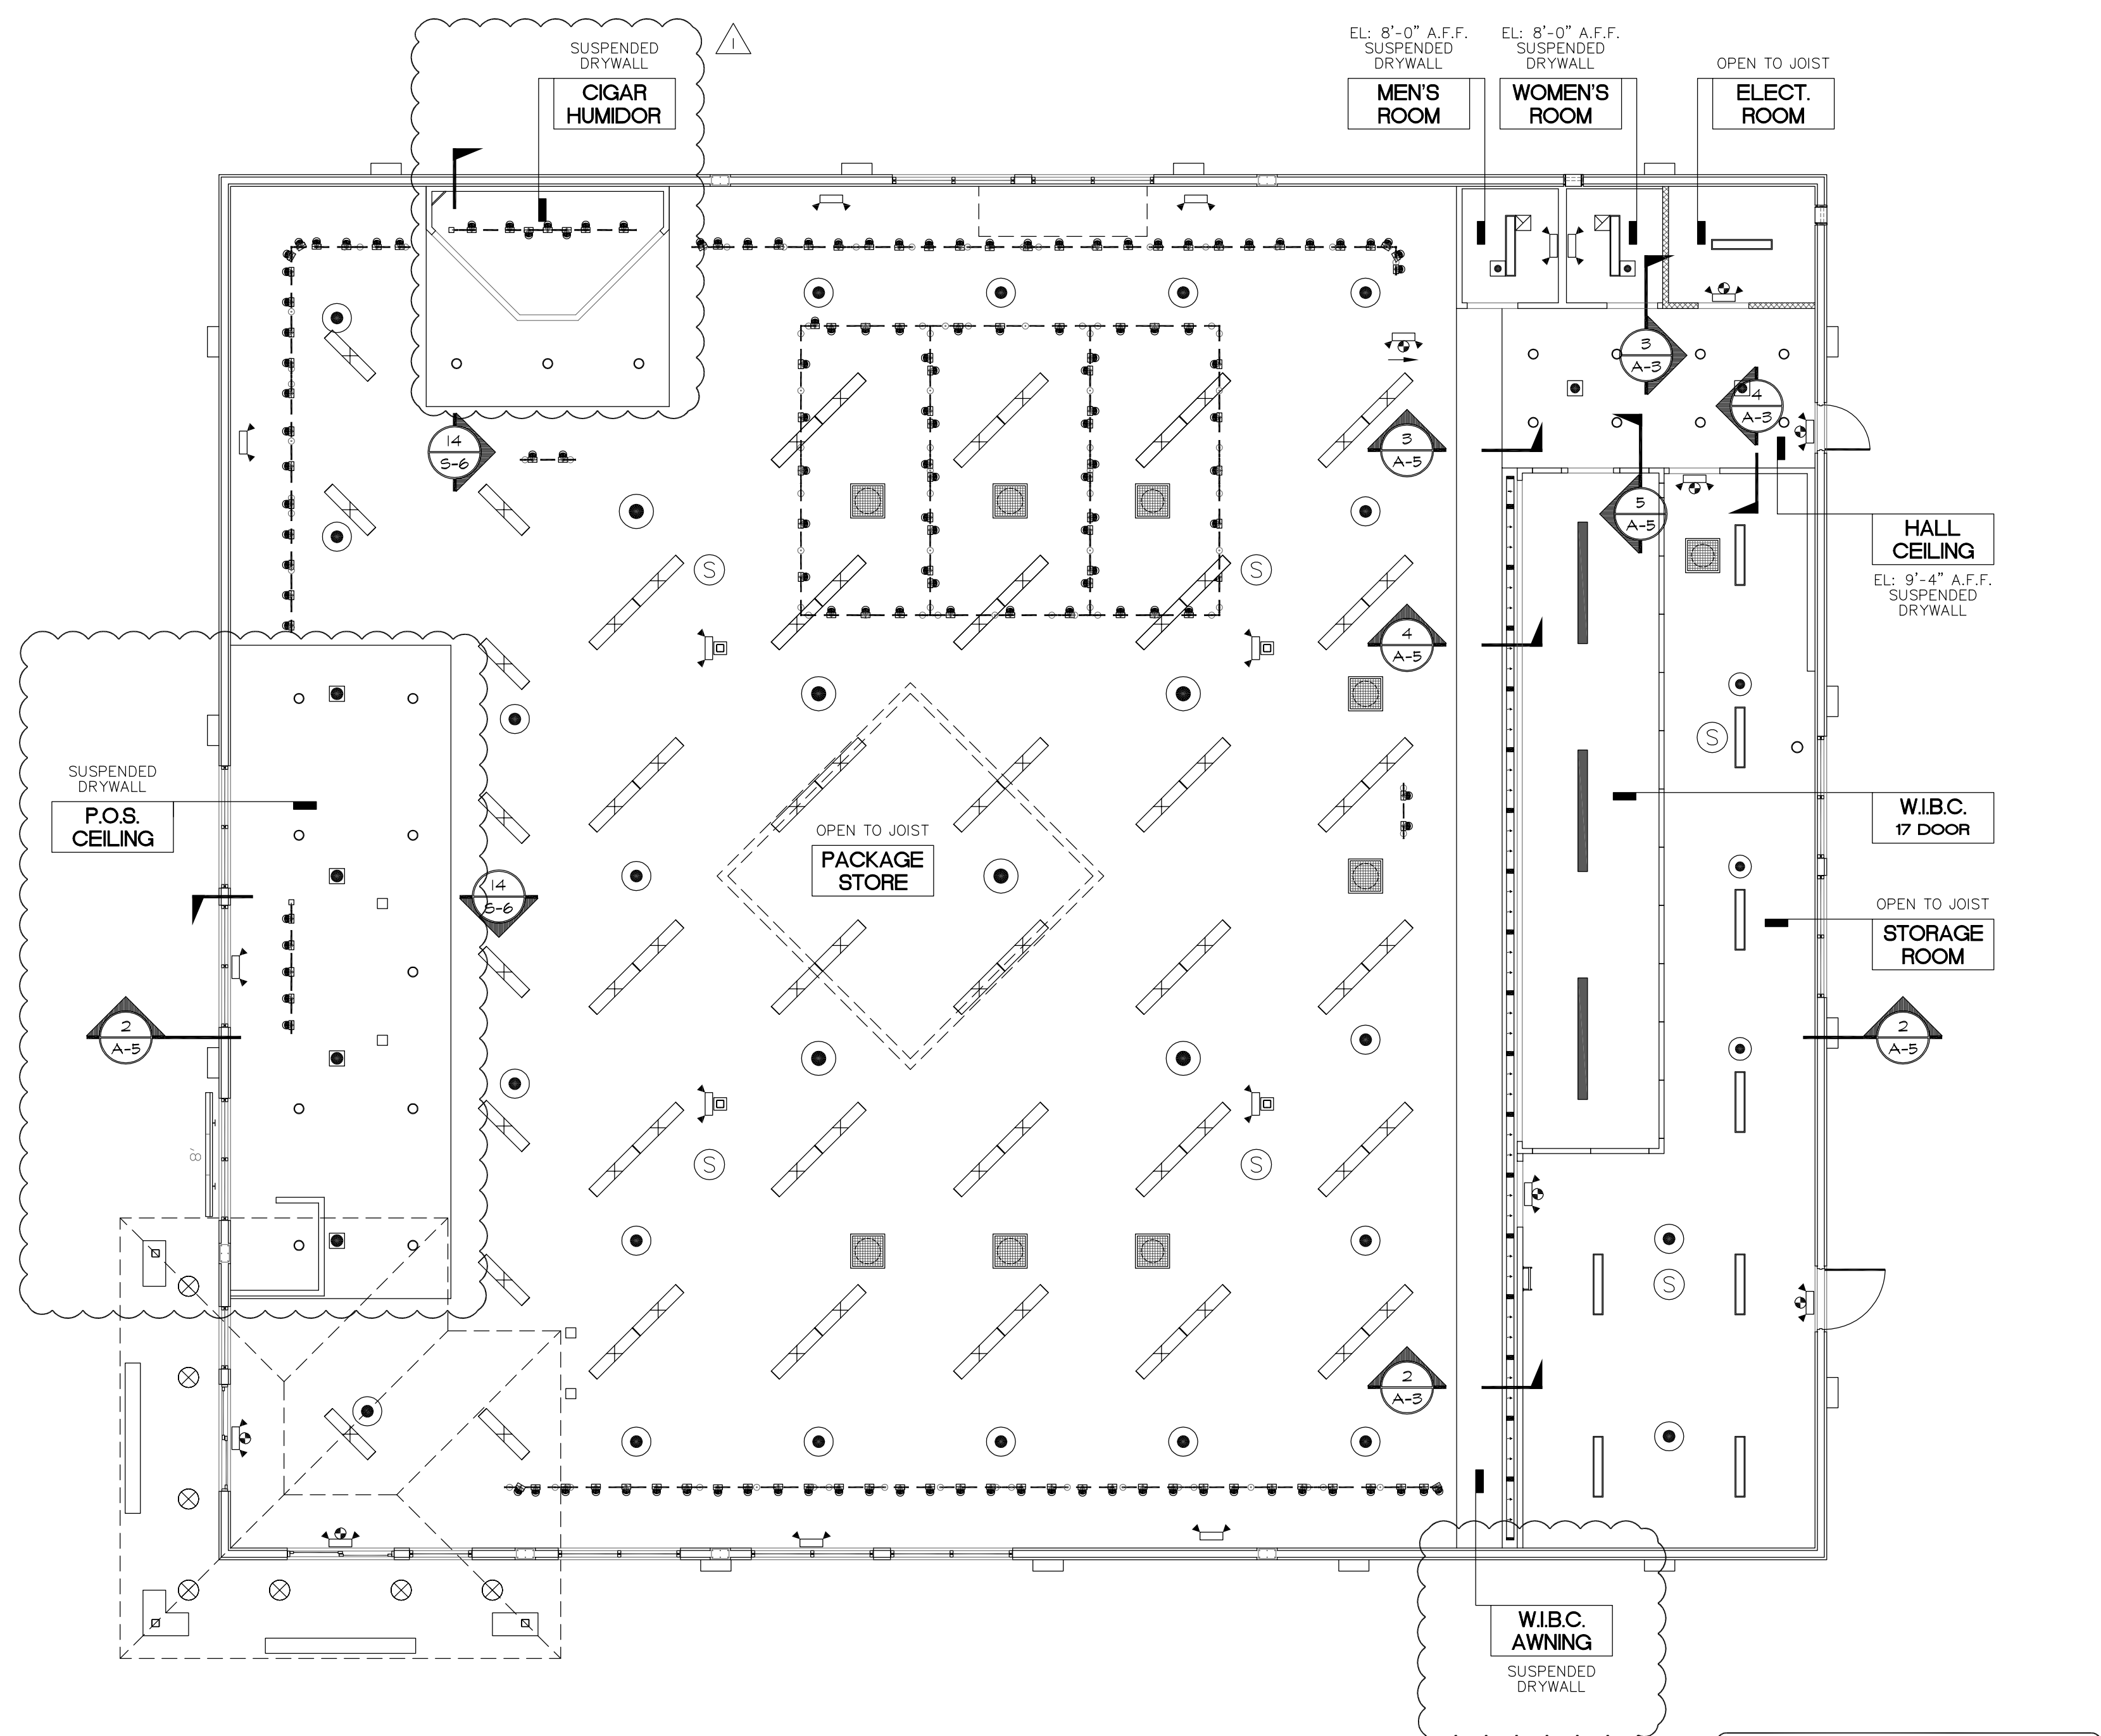 SUSPENDED
DRYWALL
CIGAR
HUMIDOR
1
EL: 8'-0" A.F.F.
SUSPENDED
DRYWALL
MEN'S
ROOM
EL: 8'-0" A.F.F.
SUSPENDED
DRYWALL
WOMEN'S
ROOM
OPEN TO JOIST
ELECT.
ROOM
3
A-3
4
A-3
14
S-6
3
A-5
5
A-5
HALL
CEILING
EL: 9'-4" A.F.F.
SUSPENDED
DRYWALL
S
S
4
A-5
S
SUSPENDED
DRYWALL
P.O.S.
CEILING
OPEN TO JOIST
PACKAGE
STORE
W.I.B.C.
17 DOOR
14
S-6
OPEN TO JOIST
STORAGE
ROOM
2
A-5
2
A-5
8'
S
S
S
2
A-3
W.I.B.C.
AWNING
SUSPENDED
DRYWALL